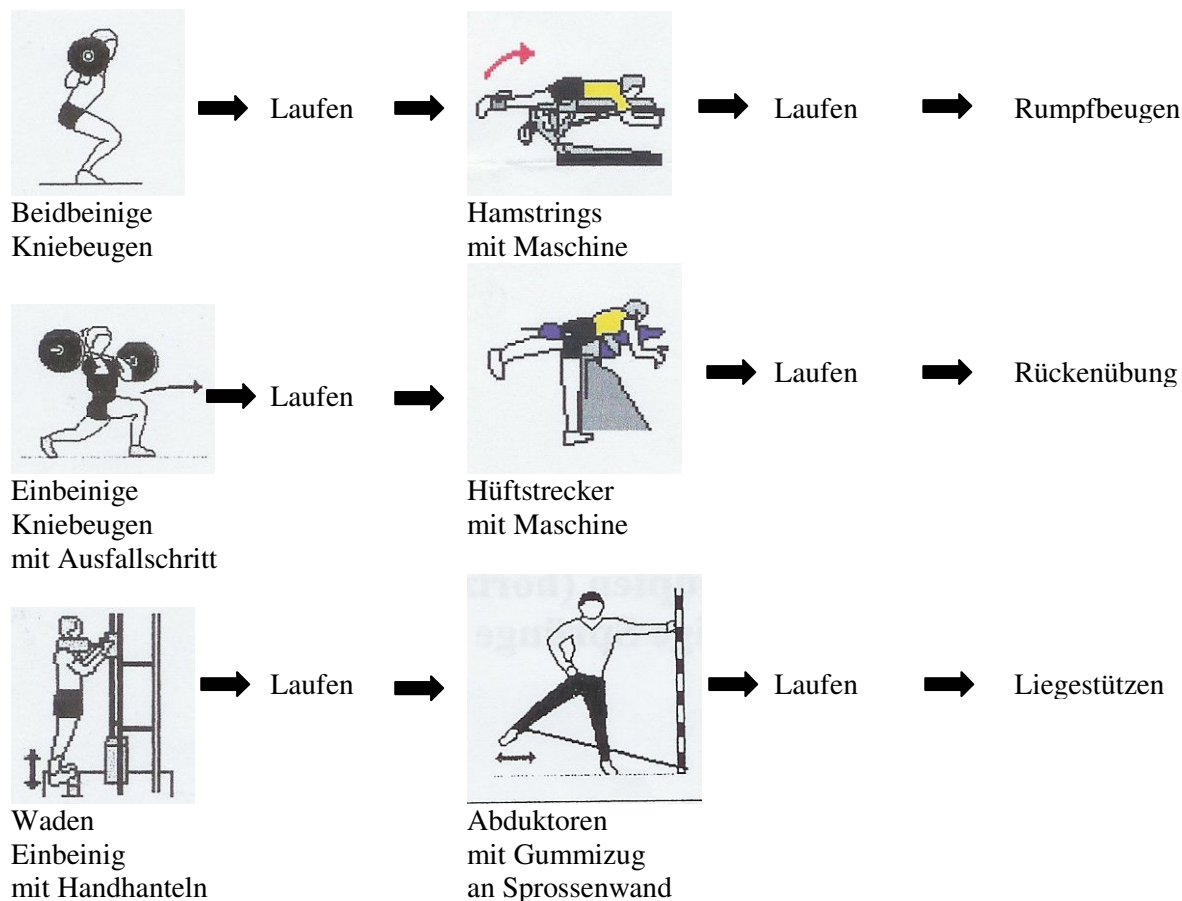 Laufen Laufen Rumpfbeugen
Beidbeinige
Kniebeugen
Hamstrings
mit Maschine
Laufen Laufen Rückenübung
Einbeinige
Kniebeugen
mit Ausfallschritt
Hüftstrecker
mit Maschine
Laufen Laufen Liegestützen
Waden
Einbeinig
mit Handhanteln
Abduktoren
mit Gummizug
an Sprossenwand